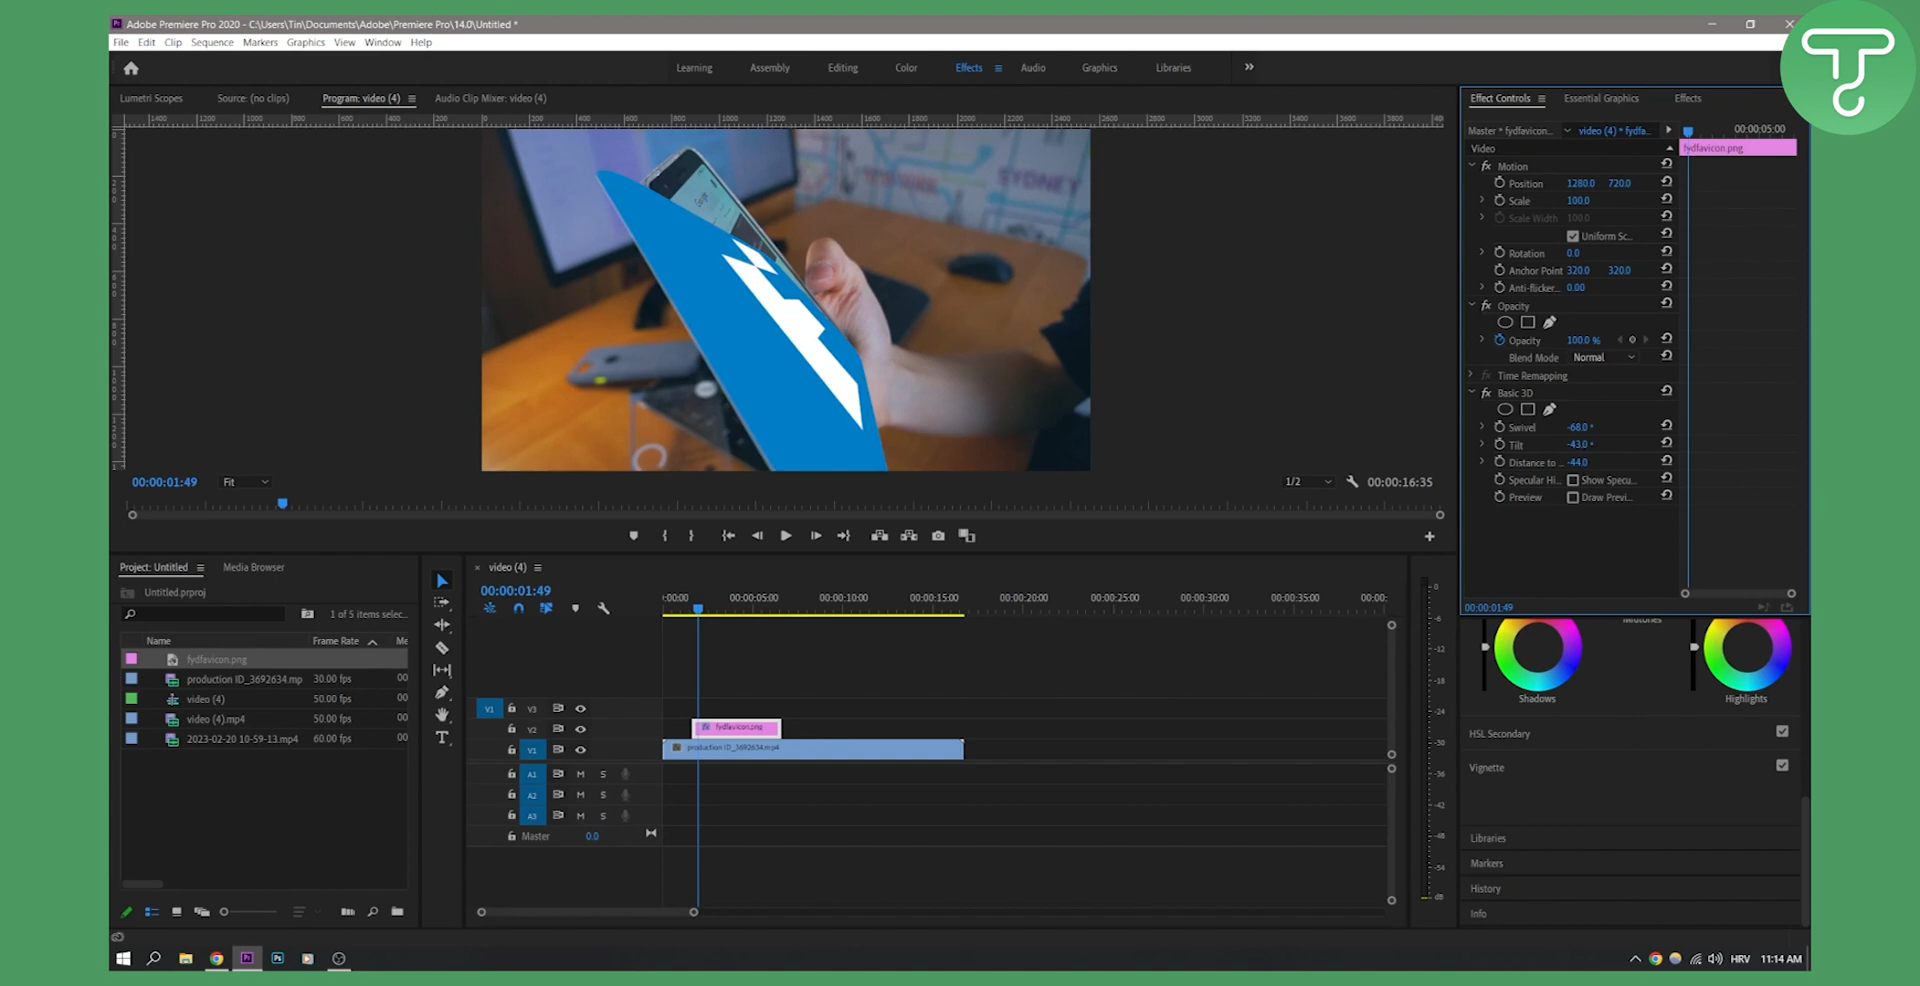 Adobe Premiere Pro 2020 - C:\Users\Tin\Documents\Adobe\Premiere Pro\14.0\Untitled *
File Edit Clip Sequence Markers Graphics View Window Help
Learning Assembly Editing Color Effects Audio Graphics Libraries
Lumetri Scopes Source: (no clips) Program: video (4) Audio Clip Mixer: video (4)
Effect Controls Essential Graphics Effects
Master * fydfavicon... video (4) * fydfa... 00:00:05:00
Video fydfavicon.png
fx Motion
Position 1280.0 720.0
Scale 100.0
Scale Width 100.0
Uniform Sc...
Rotation 0.0
Anchor Point 320.0 320.0
Anti-flicker... 0.00
fx Opacity
Opacity 100.0 %
Blend Mode Normal
fx Time Remapping
fx Basic 3D
Swivel -68.0 °
Tilt -43.0 °
Distance to ... -44.0
Specular Hi... Show Specu...
Preview Draw Previ...
00:00:01:49
SYDNEY
Google
00:00:01:49 Fit 1/2 00:00:16:35
Project: Untitled Media Browser
Untitled.prproj
1 of 5 items selec...
Name Frame Rate Me
fydfavicon.png
production ID_3692634.mp 30.00 fps 00
video (4) 50.00 fps 00
video (4).mp4 50.00 fps 00
2023-02-20 10-59-13.mp4 60.00 fps 00
video (4)
00:00:01:49
:00:00 00:00:05:00 00:00:10:00 00:00:15:00 00:00:20:00 00:00:25:00 00:00:30:00 00:00:35:00 00:00:
V1 V3
V2 fydfavicon.png
V1 production ID_3692634.mp4
A1 M S
A2 M S
A3 M S
Master 0.0
Shadows Highlights
HSL Secondary
Vignette
Libraries
Markers
History
Info
HRV 11:14 AM